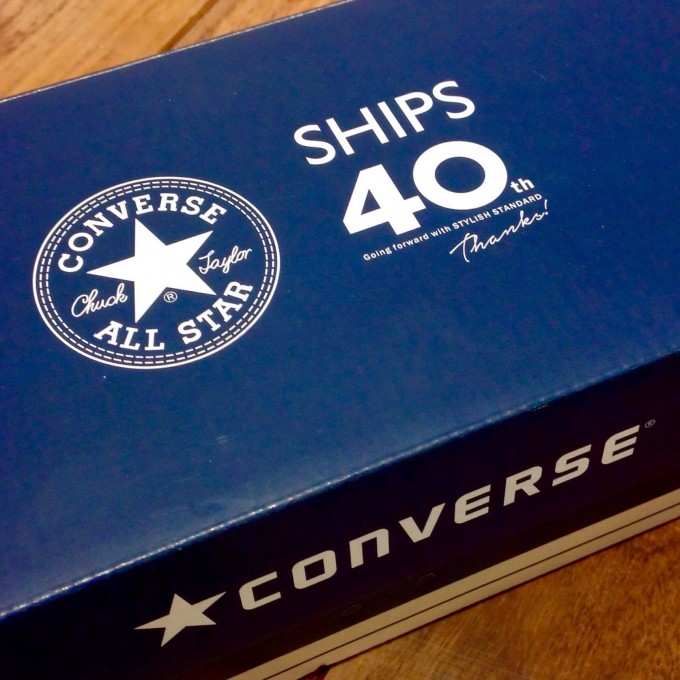 SHIPS
40th
Going forward with STYLISH STANDARD
Thanks!
CONVERSE
Chuck Taylor
®
ALL STAR
CONVERSE®